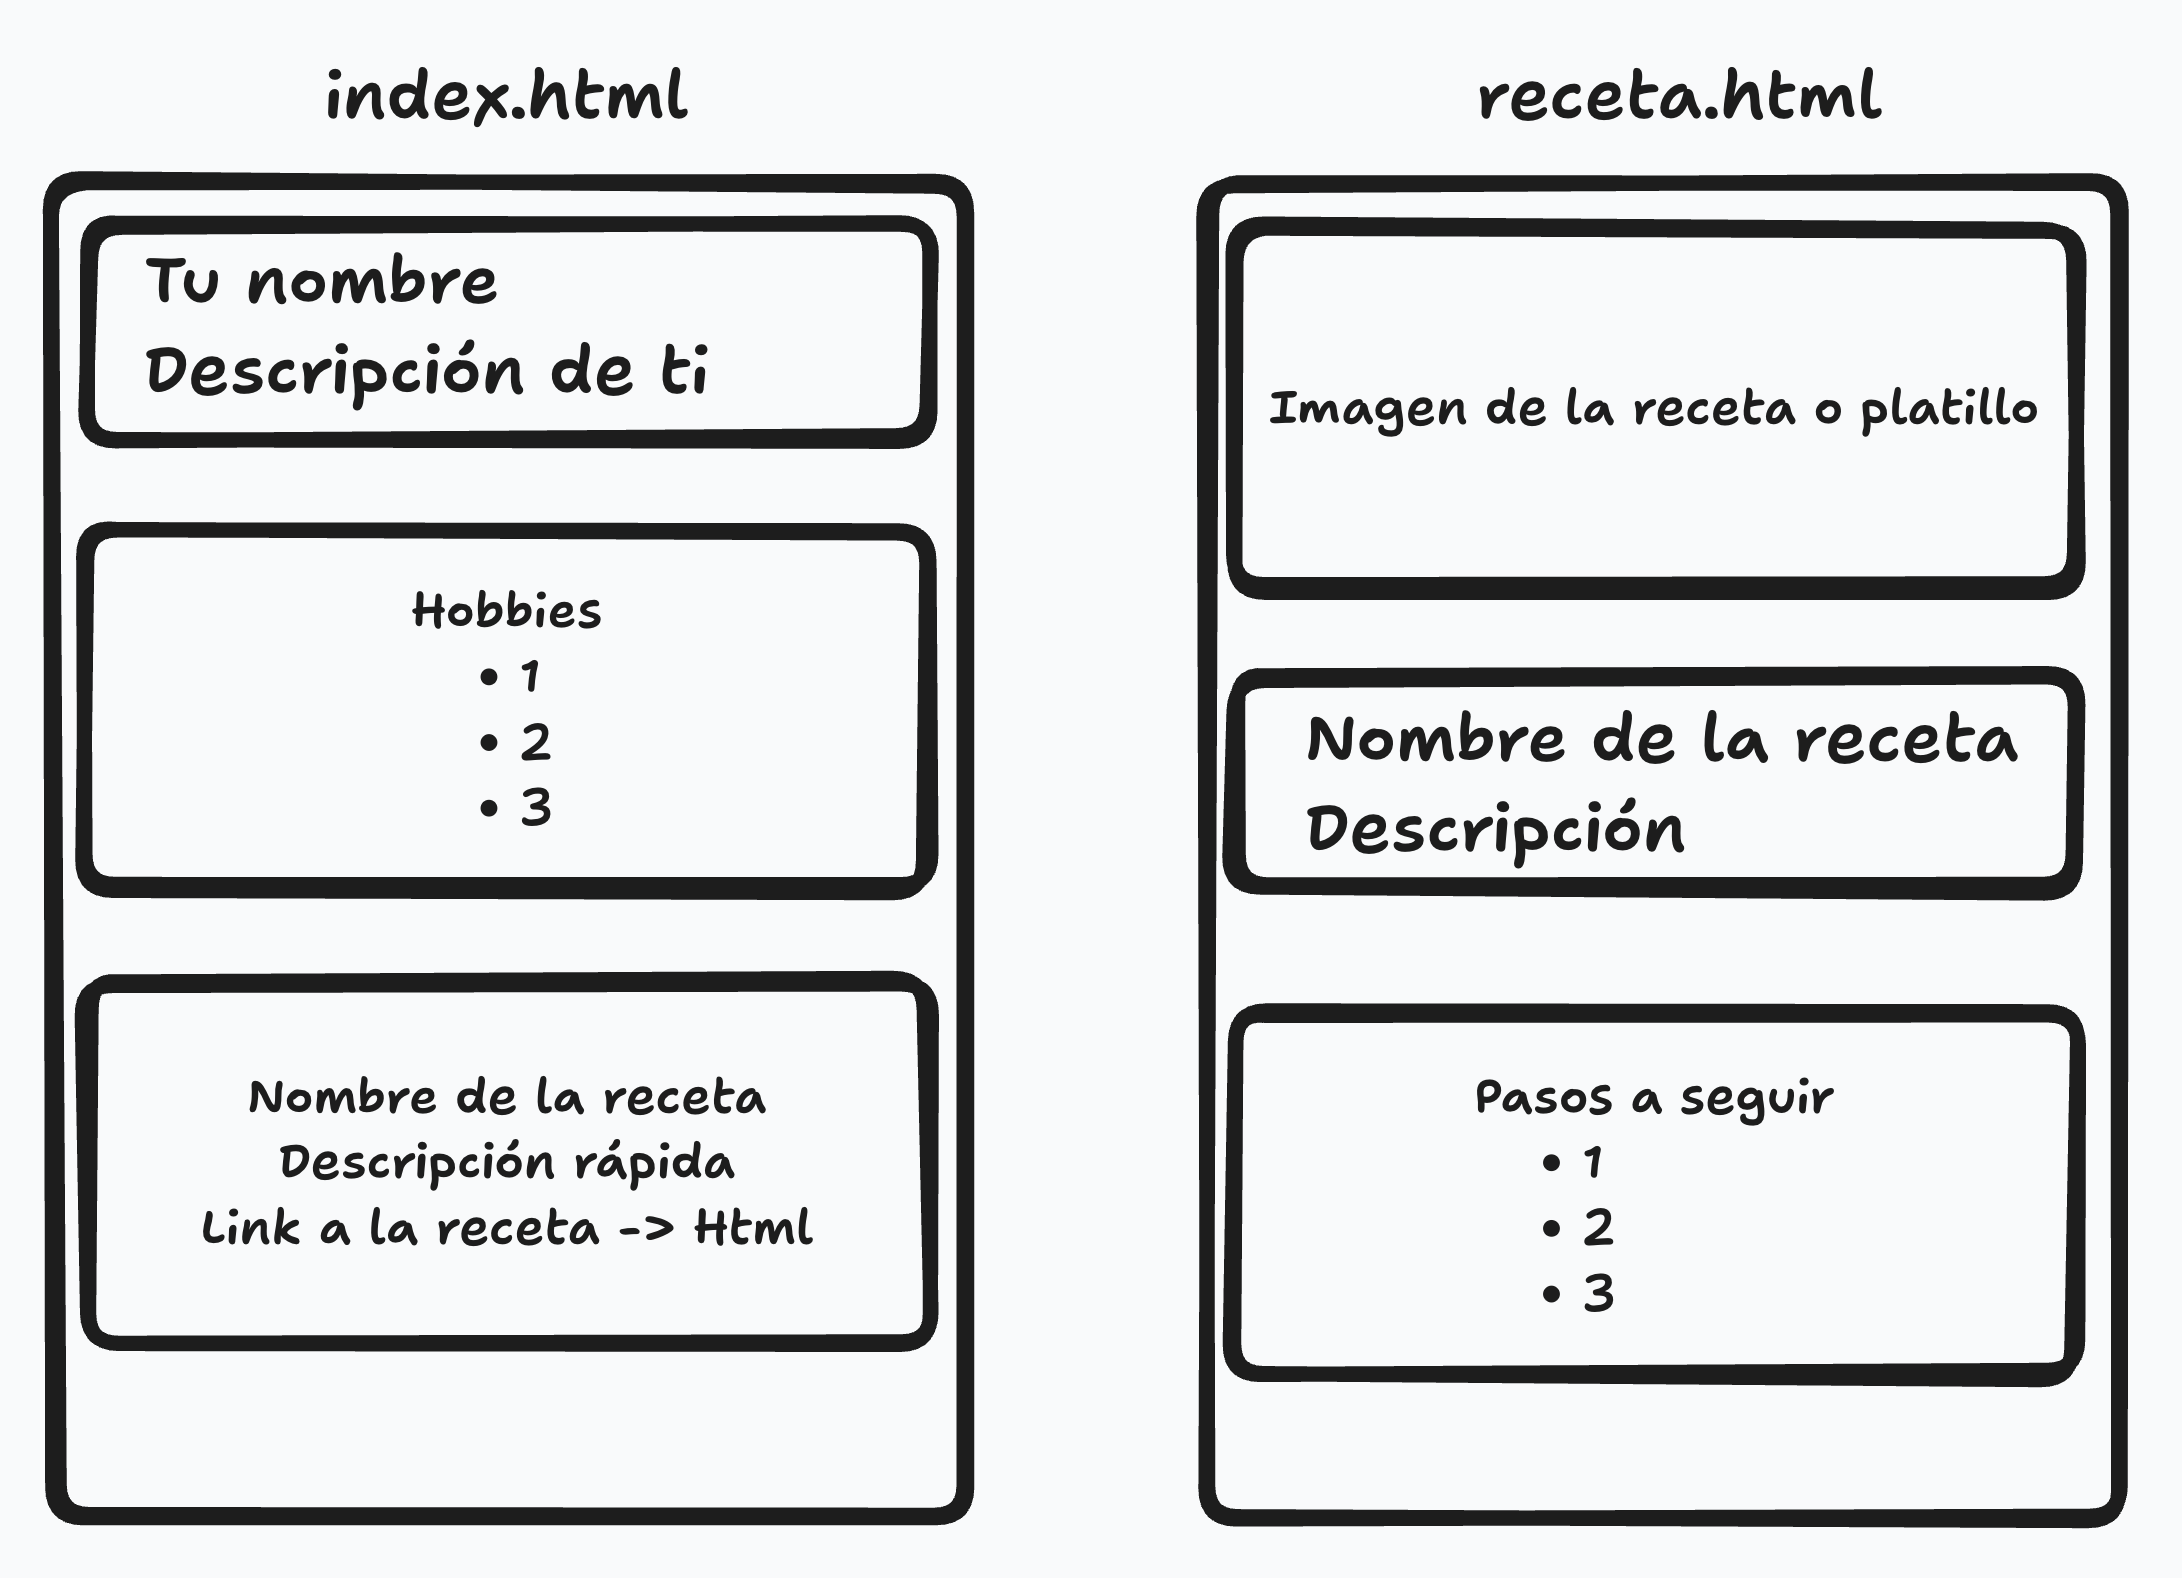 index.html
Tu nombre
Descripción de ti
Hobbies
• 1
• 2
• 3
Nombre de la receta
Descripción rápida
Link a la receta -> Html
receta.html
Imagen de la receta o platillo
Nombre de la receta
Descripción
Pasos a seguir
• 1
• 2
• 3